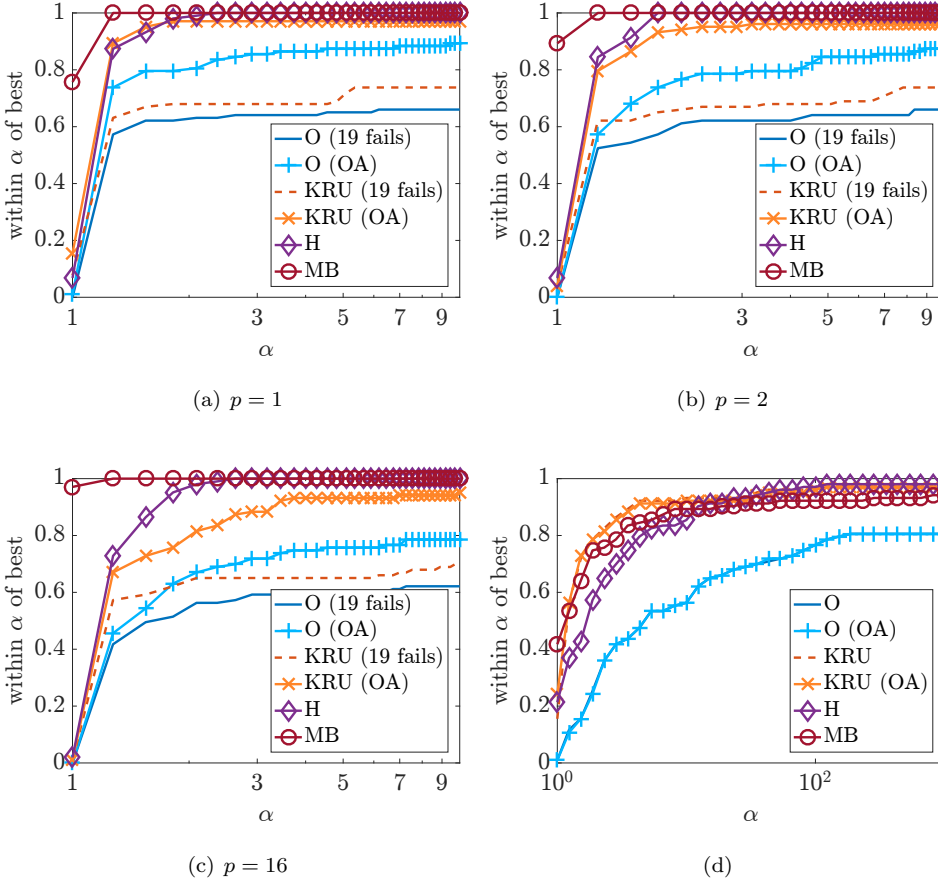 1
0.8
0.6
0.4
0.2
0
within α of best
O (19 fails)
O (OA)
KRU (19 fails)
KRU (OA)
H
MB
1
3
5
7
9
α
(a) p = 1
1
0.8
0.6
0.4
0.2
0
within α of best
O (19 fails)
O (OA)
KRU (19 fails)
KRU (OA)
H
MB
1
3
5
7
9
α
(b) p = 2
1
0.8
0.6
0.4
0.2
0
within α of best
O (19 fails)
O (OA)
KRU (19 fails)
KRU (OA)
H
MB
1
3
5
7
9
α
(c) p = 16
1
0.8
0.6
0.4
0.2
0
within α of best
O
O (OA)
KRU
KRU (OA)
H
MB
10⁰
10²
α
(d)